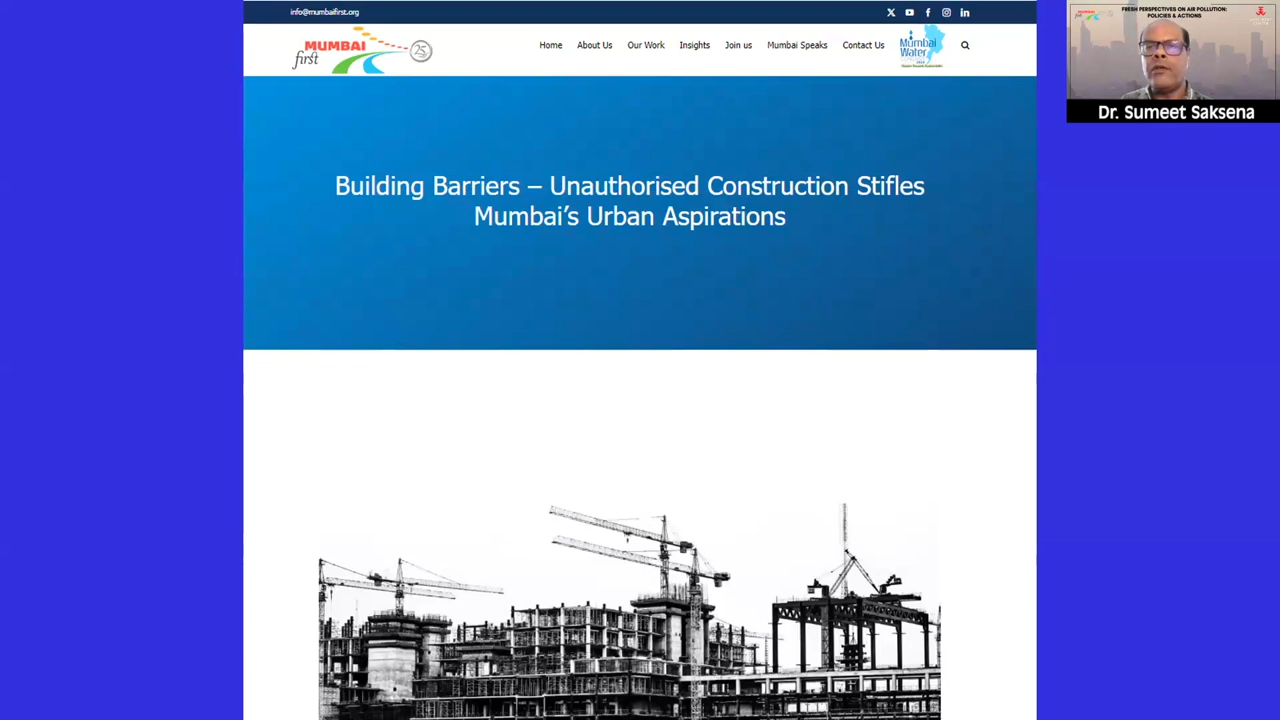 info@mumbaifirst.org
MUMBAI
first
25
Home
About Us
Our Work
Insights
Join us
Mumbai Speaks
Contact Us
Mumbai
Water
Building Barriers – Unauthorised Construction Stifles
Mumbai’s Urban Aspirations
FRESH PERSPECTIVES ON AIR POLLUTION:
POLICIES & ACTIONS
Dr. Sumeet Saksena